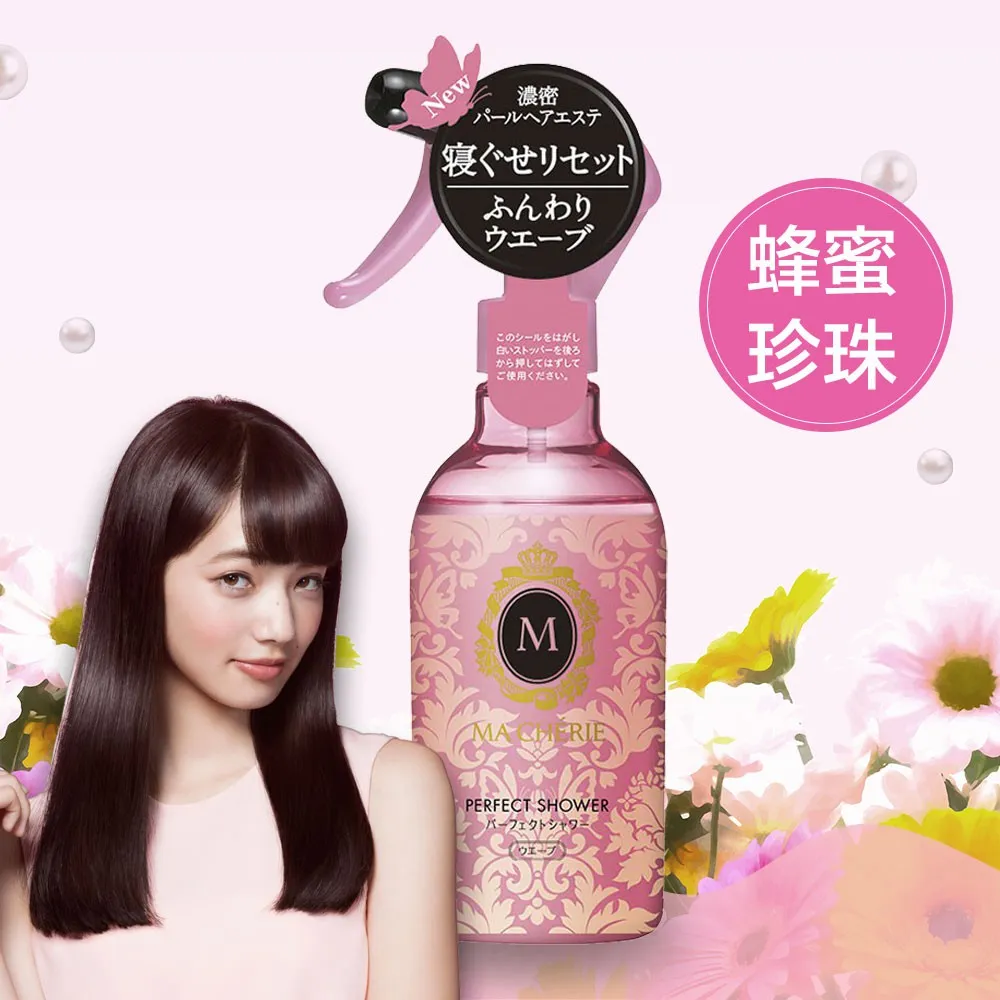 New
濃密
パールヘアエステ
寝ぐせリセット
ふんわり
ウエーブ
このシールをはがし
白いストッパーを後ろ
から押してはずして
ご使用ください。
蜂蜜
珍珠
M
MA CHÉRIE
PERFECT SHOWER
パーフェクトシャワー
ウエーブ